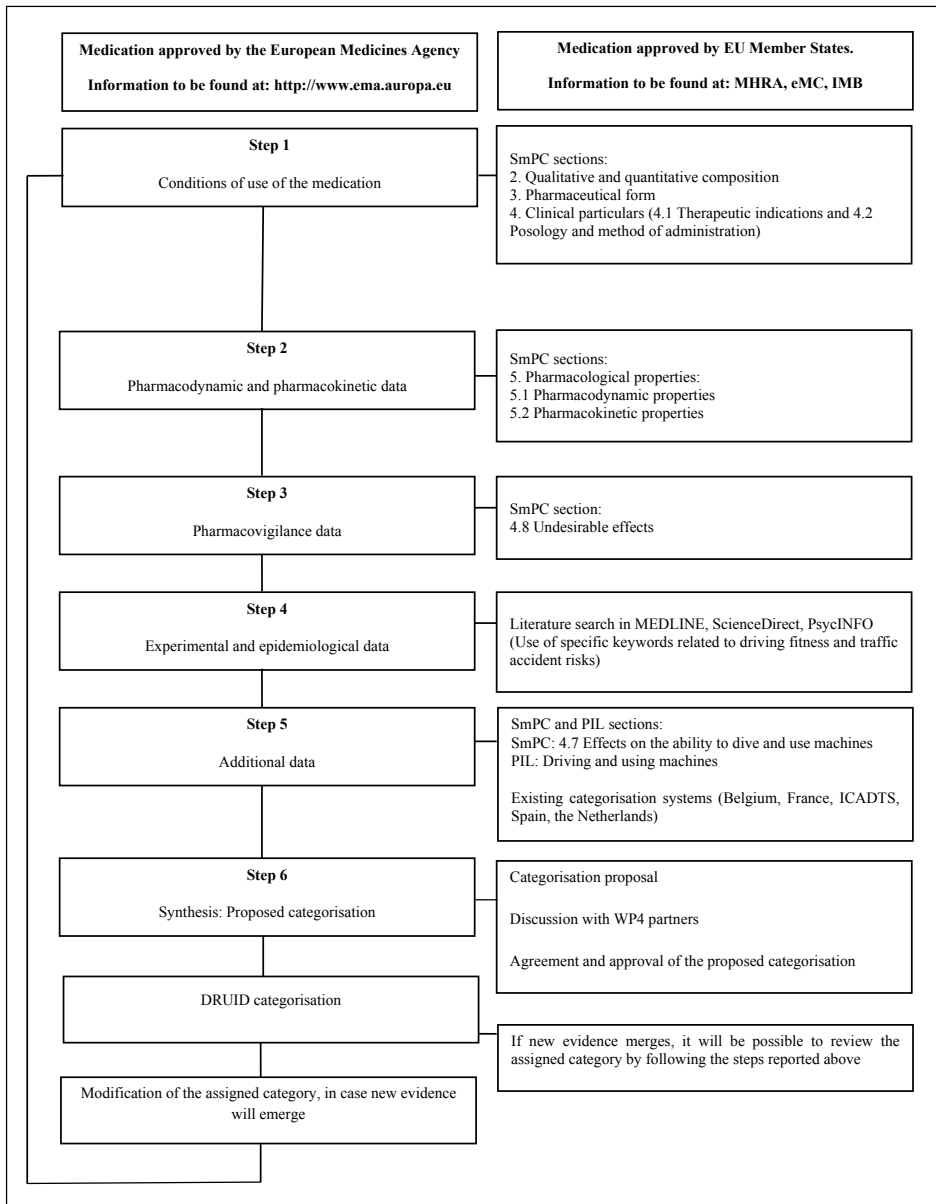 Medication approved by the European Medicines Agency
Information to be found at: http://www.ema.auropa.eu
Medication approved by EU Member States.
Information to be found at: MHRA, eMC, IMB
Step 1
Conditions of use of the medication
SmPC sections:
2. Qualitative and quantitative composition
3. Pharmaceutical form
4. Clinical particulars (4.1 Therapeutic indications and 4.2
Posology and method of administration)
Step 2
Pharmacodynamic and pharmacokinetic data
SmPC sections:
5. Pharmacological properties:
5.1 Pharmacodynamic properties
5.2 Pharmacokinetic properties
Step 3
Pharmacovigilance data
SmPC section:
4.8 Undesirable effects
Step 4
Experimental and epidemiological data
Literature search in MEDLINE, ScienceDirect, PsycINFO
(Use of specific keywords related to driving fitness and traffic
accident risks)
Step 5
Additional data
SmPC and PIL sections:
SmPC: 4.7 Effects on the ability to dive and use machines
PIL: Driving and using machines
Existing categorisation systems (Belgium, France, ICADTS,
Spain, the Netherlands)
Step 6
Synthesis: Proposed categorisation
Categorisation proposal
Discussion with WP4 partners
Agreement and approval of the proposed categorisation
DRUID categorisation
If new evidence merges, it will be possible to review the
assigned category by following the steps reported above
Modification of the assigned category, in case new evidence
will emerge